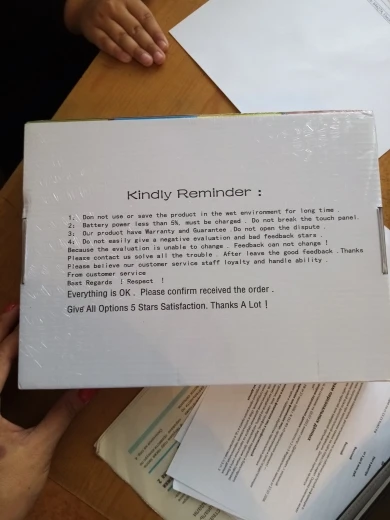 Kindly Reminder :
1; Don not use or save the product in the wet environment for long time .
2; Battery power less than 5%, must be charged . Do not break the touch panel.
3; Our product have Warranty and Guarantee .Do not open the dispute .
4; Do not easily give a negative evaluation and bad feedback stars .
Because the evaluation is unable to change . Feedback can not change !
Please contact us solve all the trouble . After leave the good feedback .Thanks
Please believe our customer service staff loyalty and handle ability .
From customer service
Best Regards ! Respect !
Everything is OK . Please confirm received the order .
Give All Options 5 Stars Satisfaction. Thanks A Lot !